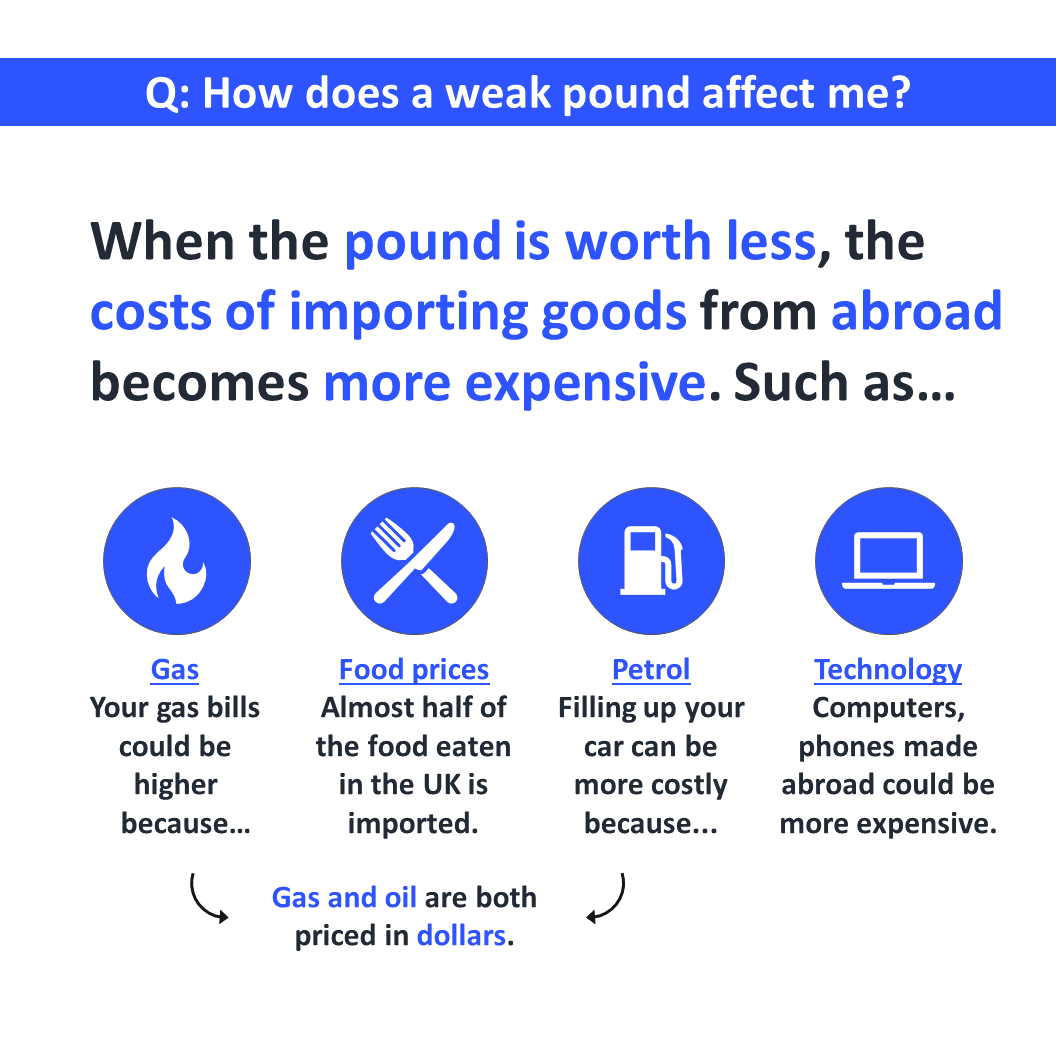 Q: How does a weak pound affect me?
When the pound is worth less, the
costs of importing goods from abroad
becomes more expensive. Such as…
Gas
Your gas bills
could be
higher
because…
Food prices
Almost half of
the food eaten
in the UK is
imported.
Petrol
Filling up your
car can be
more costly
because...
Technology
Computers,
phones made
abroad could be
more expensive.
Gas and oil are both
priced in dollars.